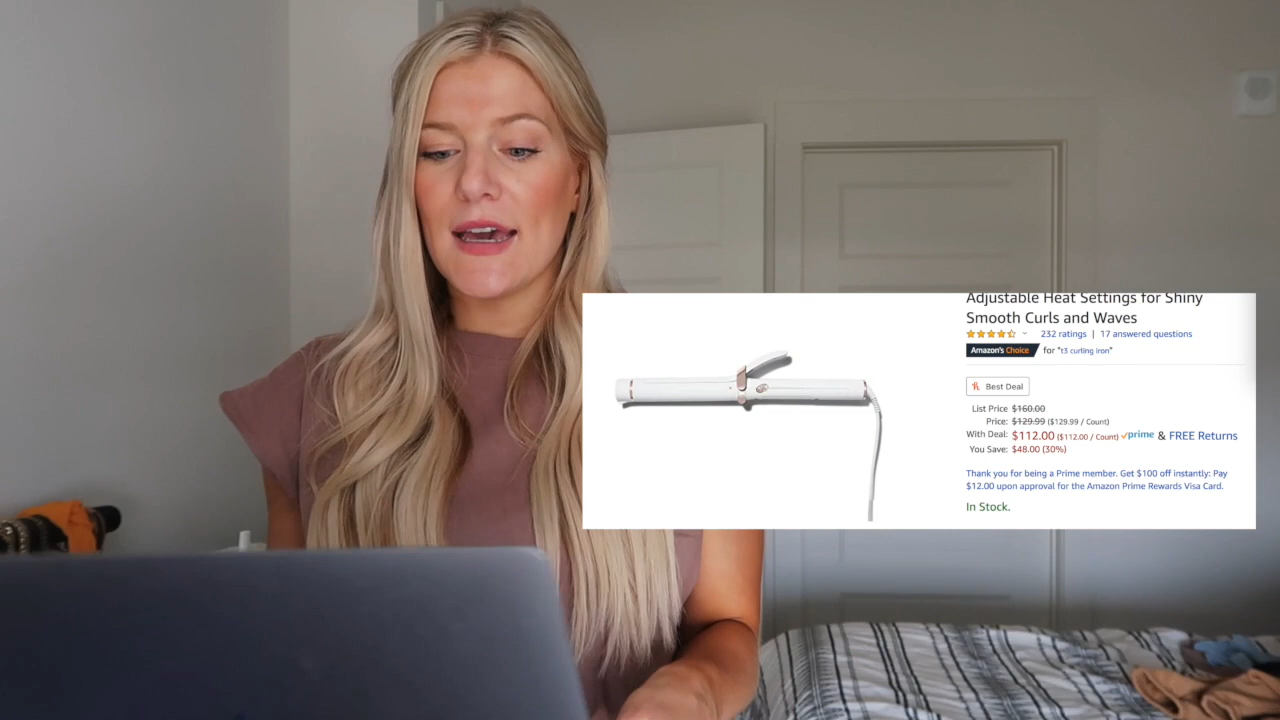 Adjustable Heat Settings for Shiny
Smooth Curls and Waves
232 ratings | 17 answered questions
Amazon's Choice for "t3 curling iron"
Best Deal
List Price $160.00
Price: $129.99 ($129.99 / Count)
With Deal: $112.00 ($112.00 / Count) prime & FREE Returns
You Save: $48.00 (30%)
Thank you for being a Prime member. Get $100 off instantly: Pay
$12.00 upon approval for the Amazon Prime Rewards Visa Card.
In Stock.